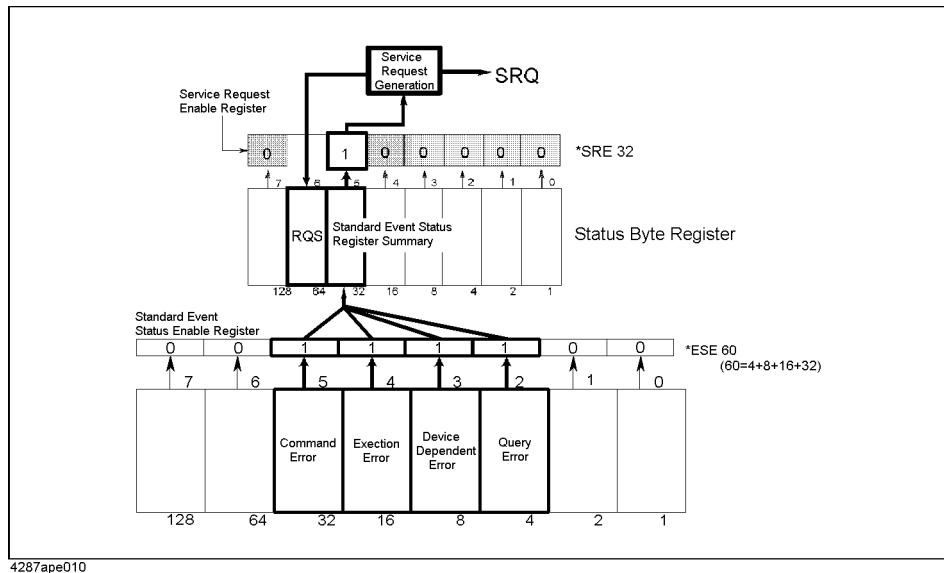 Service
Request
Generation
SRQ
Service Request
Enable Register
0 1 0 0 0 0 0
*SRE 32
7 6 5 4 3 2 1 0
RQS
Standard Event Status
Register Summary
Status Byte Register
128 64 32 16 8 4 2 1
Standard Event
Status Enable Register
0 0 1 1 1 1 0 0
*ESE 60
(60=4+8+16+32)
7 6 5 4 3 2 1 0
Command
Error
Exection
Error
Device
Dependent
Error
Query
Error
128 64 32 16 8 4 2 1
4287ape010